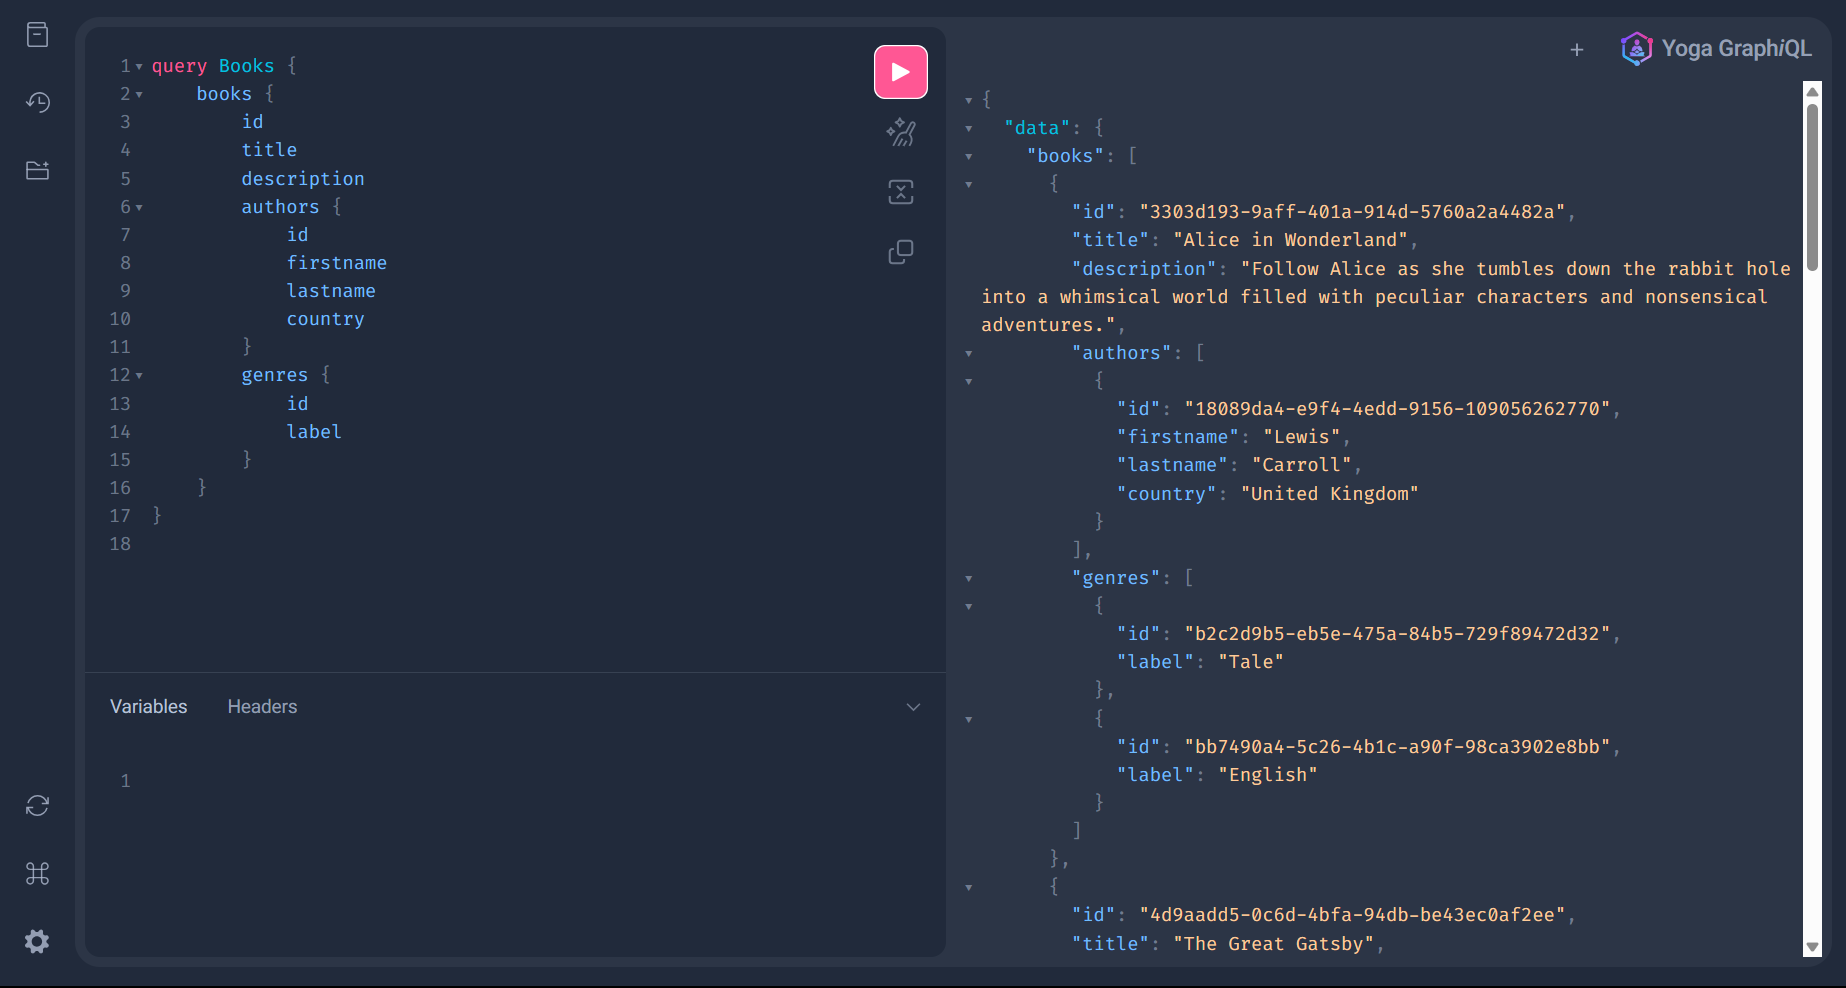 1 query Books {
2 books {
3 id
4 title
5 description
6 authors {
7 id
8 firstname
9 lastname
10 country
11 }
12 genres {
13 id
14 label
15 }
16 }
17 }
18
Variables Headers
1
+ Yoga GraphiQL
{
"data": {
"books": [
{
"id": "3303d193-9aff-401a-914d-5760a2a4482a",
"title": "Alice in Wonderland",
"description": "Follow Alice as she tumbles down the rabbit hole
into a whimsical world filled with peculiar characters and nonsensical
adventures.",
"authors": [
{
"id": "18089da4-e9f4-4edd-9156-109056262770",
"firstname": "Lewis",
"lastname": "Carroll",
"country": "United Kingdom"
}
],
"genres": [
{
"id": "b2c2d9b5-eb5e-475a-84b5-729f89472d32",
"label": "Tale"
},
{
"id": "bb7490a4-5c26-4b1c-a90f-98ca3902e8bb",
"label": "English"
}
]
},
{
"id": "4d9aadd5-0c6d-4bfa-94db-be43ec0af2ee",
"title": "The Great Gatsby",